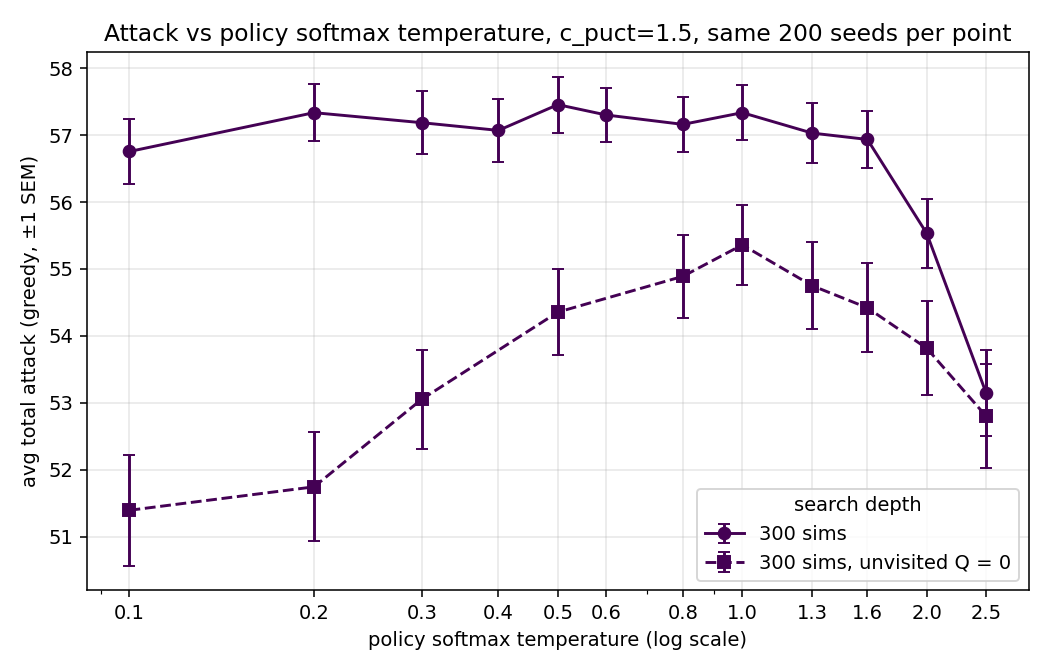 Attack vs policy softmax temperature, c_puct=1.5, same 200 seeds per point
avg total attack (greedy, ±1 SEM)
58
57
56
55
54
53
52
51
search depth
300 sims
300 sims, unvisited Q = 0
0.1 0.2 0.3 0.4 0.5 0.6 0.8 1.0 1.3 1.6 2.0 2.5
policy softmax temperature (log scale)